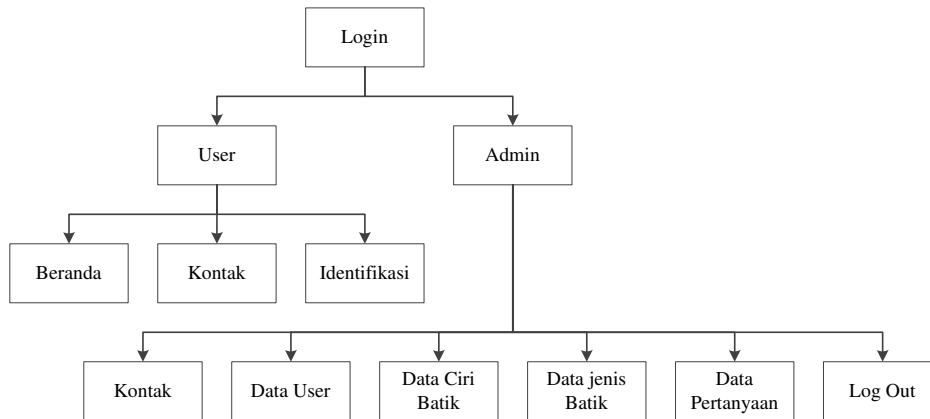 Login
User
Admin
Beranda
Kontak
Identifikasi
Kontak
Data User
Data Ciri
Batik
Data jenis
Batik
Data
Pertanyaan
Log Out